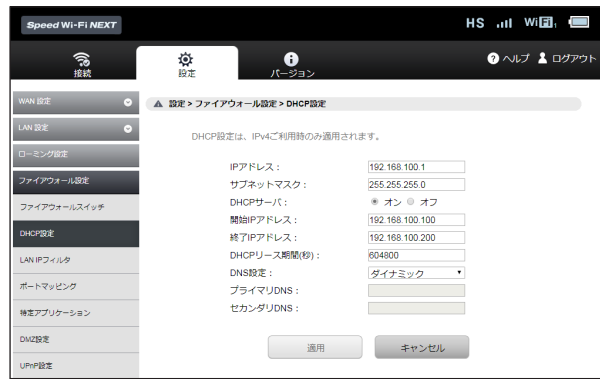 Speed Wi-Fi NEXT
HS WiFi 1
接続
設定
バージョン
? ヘルプ ログアウト
WAN 設定
LAN 設定
ローミング設定
ファイアウォール設定
ファイアウォールスイッチ
DHCP設定
LAN IPフィルタ
ポートマッピング
特定アプリケーション
DMZ設定
UPnP設定
設定 > ファイアウォール設定 > DHCP設定
DHCP設定は、IPv4ご利用時のみ適用されます。
IPアドレス： 192.168.100.1
サブネットマスク： 255.255.255.0
DHCPサーバ： オン オフ
開始IPアドレス： 192.168.100.100
終了IPアドレス： 192.168.100.200
DHCPリース期間(秒)： 604800
DNS設定： ダイナミック
プライマリDNS：
セカンダリDNS：
適用 キャンセル